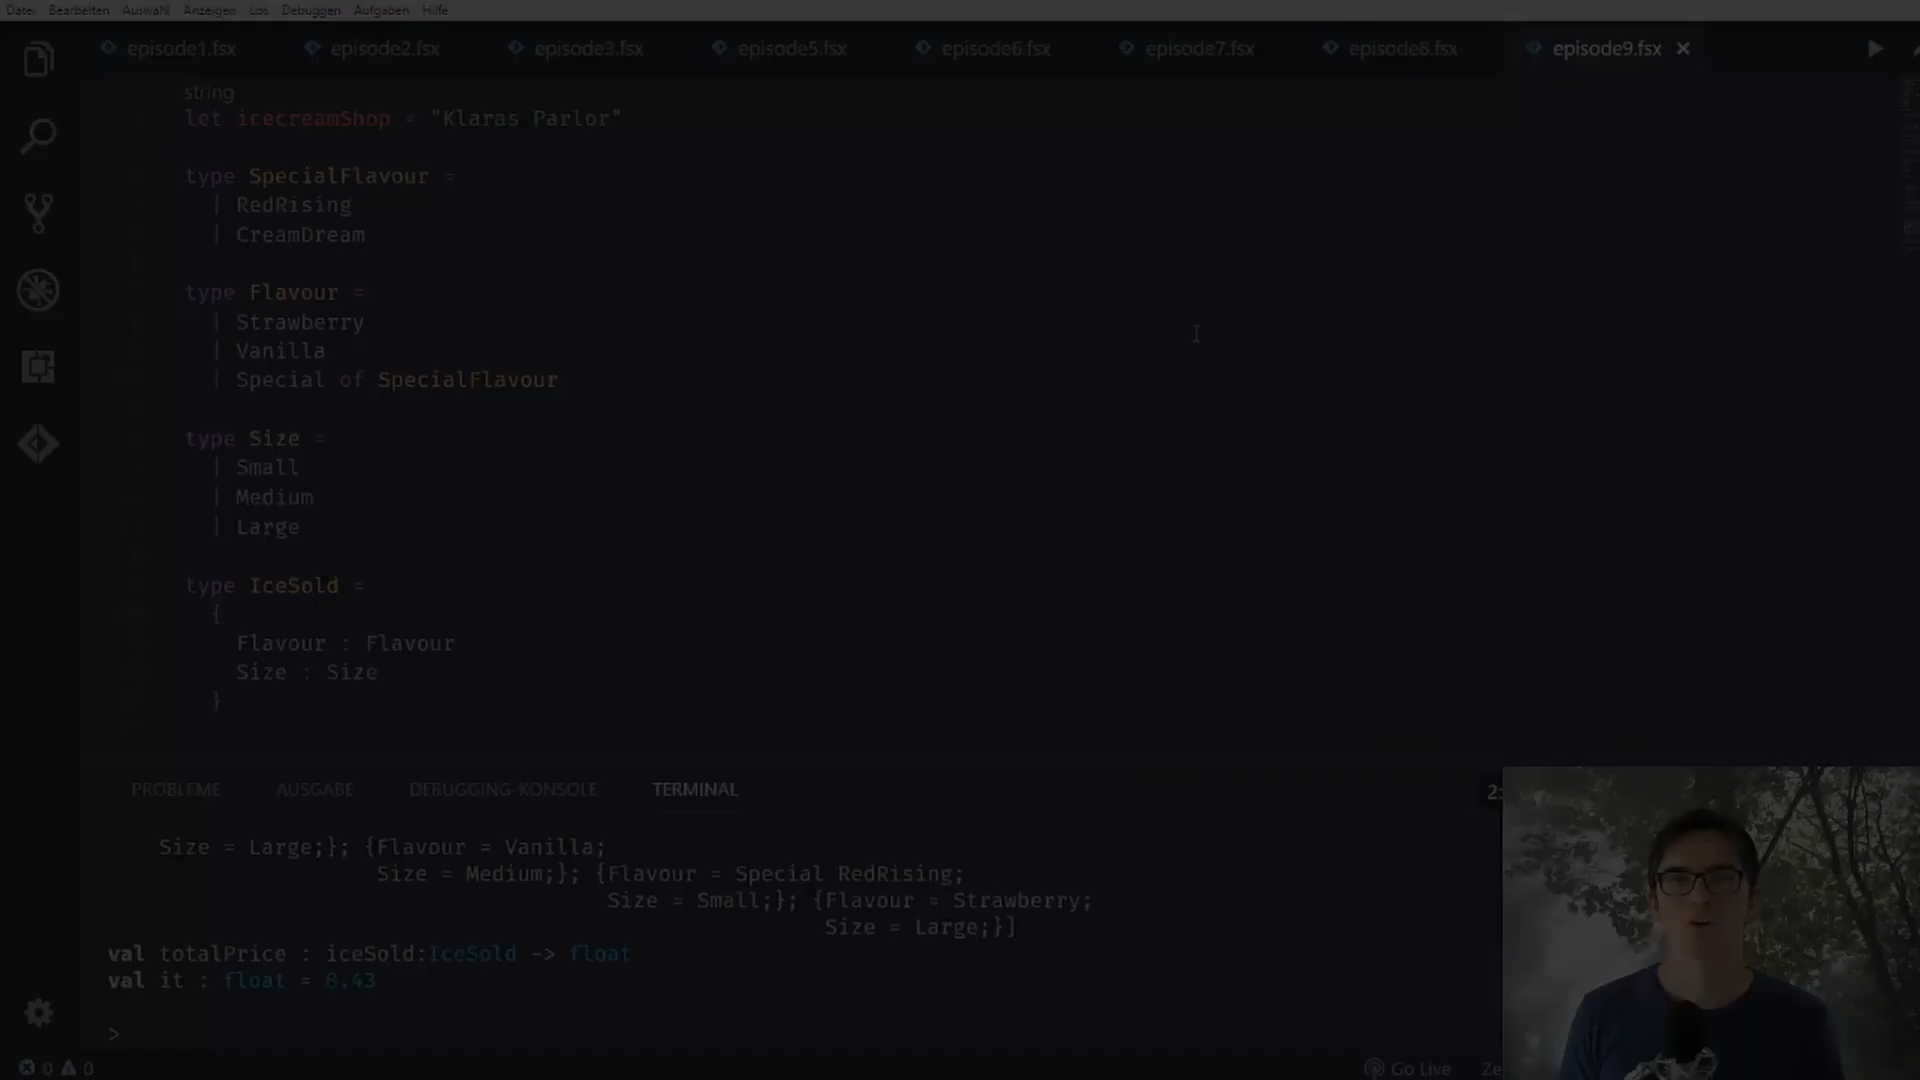 Datei Bearbeiten Auswahl Anzeigen Los Debuggen Aufgaben Hilfe
episode1.fsx episode2.fsx episode3.fsx episode5.fsx episode6.fsx episode7.fsx episode8.fsx episode9.fsx
string
let icecreamShop = "Klaras Parlor"
type SpecialFlavour =
| RedRising
| CreamDream
type Flavour =
| Strawberry
| Vanilla
| Special of SpecialFlavour
type Size =
| Small
| Medium
| Large
type IceSold =
{
Flavour : Flavour
Size : Size
}
PROBLEME AUSGABE DEBUGGING-KONSOLE TERMINAL 2:
Size = Large;}; {Flavour = Vanilla;
Size = Medium;}; {Flavour = Special RedRising;
Size = Small;}; {Flavour = Strawberry;
Size = Large;}]
val totalPrice : iceSold:IceSold -> float
val it : float = 8.43
>
0 0 Go Live Ze